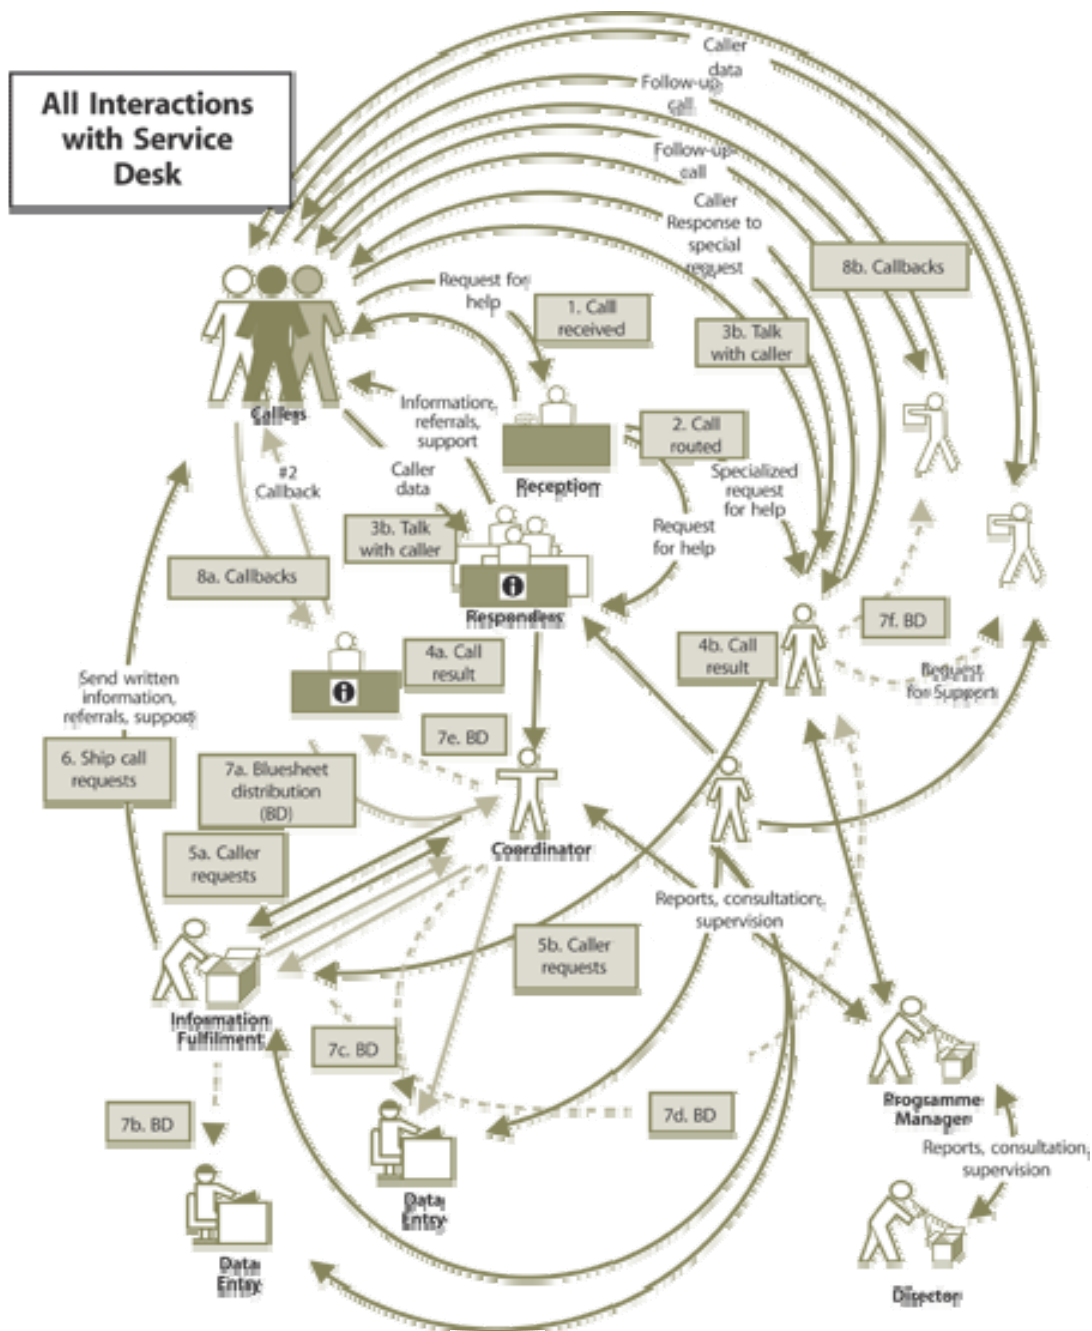 All Interactions
with Service
Desk
Caller
data
Follow-up
call
Follow-up
call
Caller
Response to
special
request
8b. Callbacks
Request for
help
1. Call
received
3b. Talk
with caller
Callers
Information,
referrals,
support
2. Call
routed
Reception
#2
Callback
Caller
data
Specialized
request
for help
Request
for help
3b. Talk
with caller
8a. Callbacks
Responders
7f. BD
4a. Call
result
4b. Call
result
Request
for Support
Send written
information,
referrals, support
7e. BD
6. Ship call
requests
7a. Bluesheet
distribution
(BD)
Coordinator
5a. Caller
requests
Reports, consultation,
supervision
5b. Caller
requests
Information
Fulfilment
7c. BD
7b. BD
7d. BD
Programme
Manager
Reports, consultation,
supervision
Data
Entry
Data
Entry
Director